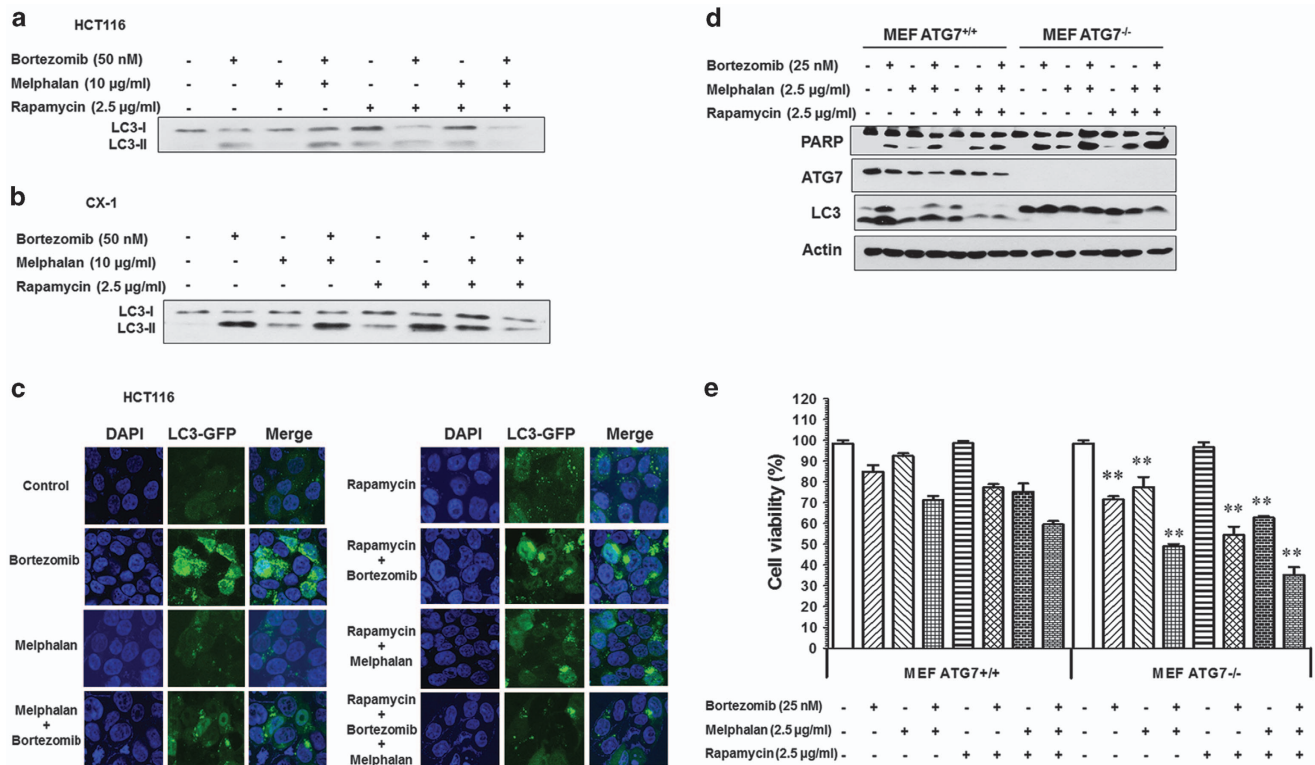 a
HCT116
Bortezomib (50 nM) - + - + - + - +
Melphalan (10 µg/ml) - - + + - - + +
Rapamycin (2.5 µg/ml) - - - - + + + +
LC3-I
LC3-II
b
CX-1
Bortezomib (50 nM) - + - + - + - +
Melphalan (10 µg/ml) - - + + - - + +
Rapamycin (2.5 µg/ml) - - - - + + + +
LC3-I
LC3-II
c
HCT116
DAPI LC3-GFP Merge
Control
Bortezomib
Melphalan
Melphalan
+
Bortezomib
DAPI LC3-GFP Merge
Rapamycin
Rapamycin
+
Bortezomib
Rapamycin
+
Melphalan
Rapamycin
+
Bortezomib
+
Melphalan
d
MEF ATG7+/+ MEF ATG7-/-
Bortezomib (25 nM) - + - + - - + - + - + - - +
Melphalan (2.5 µg/ml) - - + + - + + - - + + - + +
Rapamycin (2.5 µg/ml) - - - - + + + - - - - + + +
PARP
ATG7
LC3
Actin
e
Cell viability (%)
120
110
100
90
80
70
60
50
40
30
20
10
0
** ** ** ** ** **
MEF ATG7+/+ MEF ATG7-/-
Bortezomib (25 nM) - + - + - + - + - + - + - + - +
Melphalan (2.5 µg/ml) - - + + - - + + - - + + - - + +
Rapamycin (2.5 µg/ml) - - - - + + + + - - - - + + + +